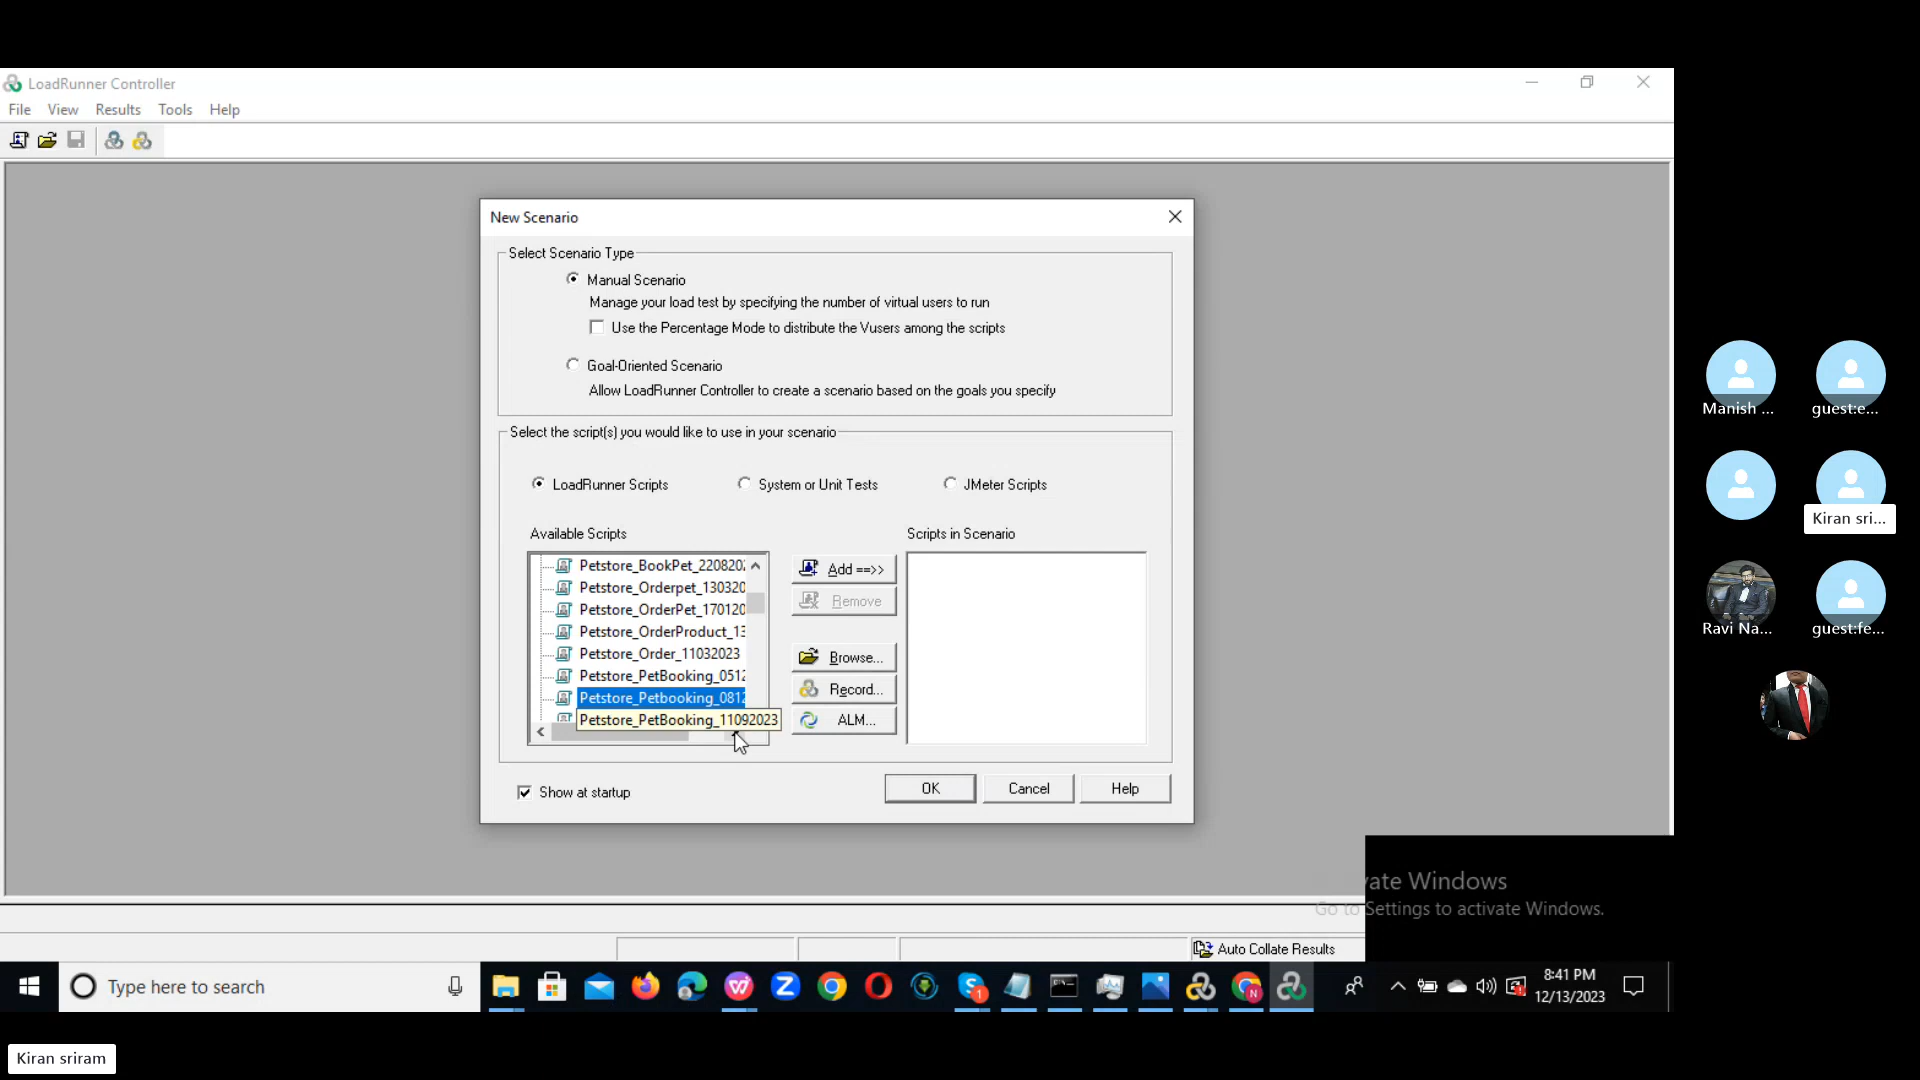 LoadRunner Controller
File View Results Tools Help
New Scenario
Select Scenario Type
Manual Scenario
Manage your load test by specifying the number of virtual users to run
Use the Percentage Mode to distribute the Vusers among the scripts
Goal-Oriented Scenario
Allow LoadRunner Controller to create a scenario based on the goals you specify
Select the script(s) you would like to use in your scenario
LoadRunner Scripts System or Unit Tests JMeter Scripts
Available Scripts Scripts in Scenario
Petstore_BookPet_220820
Petstore_Orderpet_130320
Petstore_OrderPet_170120
Petstore_OrderProduct_13
Petstore_Order_11032023
Petstore_PetBooking_0512
Petstore_Petbooking_0812
Petstore_PetBooking_11092023
Add ==>>
Remove
Browse...
Record...
ALM...
Show at startup
OK Cancel Help
Manish ...
guest:e...
Kiran sri...
Ravi Na...
guest:fe...
vate Windows
Go to Settings to activate Windows.
Auto Collate Results
Type here to search
8:41 PM
12/13/2023
Kiran sriram